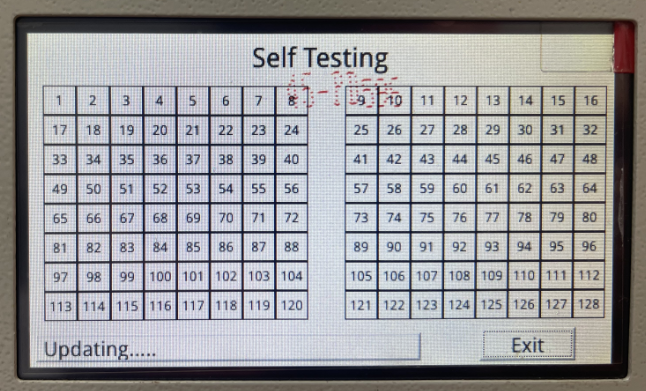 Self Testing
1 2 3 4 5 6 7 8 9 10 11 12 13 14 15 16
17 18 19 20 21 22 23 24 25 26 27 28 29 30 31 32
33 34 35 36 37 38 39 40 41 42 43 44 45 46 47 48
49 50 51 52 53 54 55 56 57 58 59 60 61 62 63 64
65 66 67 68 69 70 71 72 73 74 75 76 77 78 79 80
81 82 83 84 85 86 87 88 89 90 91 92 93 94 95 96
97 98 99 100 101 102 103 104 105 106 107 108 109 110 111 112
113 114 115 116 117 118 119 120 121 122 123 124 125 126 127 128
Updating.....
Exit